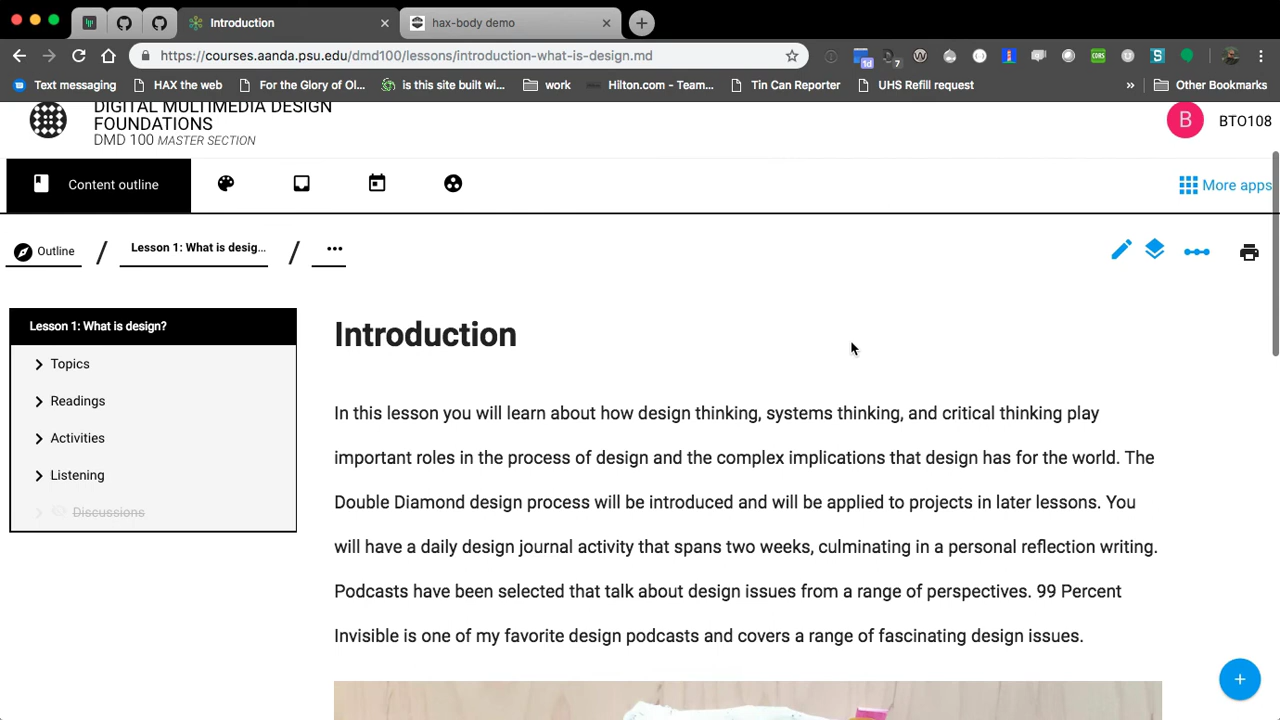 Introduction
hax-body demo
https://courses.aanda.psu.edu/dmd100/lessons/introduction-what-is-design.md
1d
7
CORS
Text messaging
HAX the web
For the Glory of Ol...
is this site built wi...
work
Hilton.com - Team...
Tin Can Reporter
UHS Refill request
»
Other Bookmarks
DIGITAL MULTIMEDIA DESIGN
FOUNDATIONS
DMD 100 MASTER SECTION
B
BTO108
Content outline
More apps
Outline / Lesson 1: What is desig... / •••
Lesson 1: What is design?
Topics
Readings
Activities
Listening
Discussions
Introduction
In this lesson you will learn about how design thinking, systems thinking, and critical thinking play
important roles in the process of design and the complex implications that design has for the world. The
Double Diamond design process will be introduced and will be applied to projects in later lessons. You
will have a daily design journal activity that spans two weeks, culminating in a personal reflection writing.
Podcasts have been selected that talk about design issues from a range of perspectives. 99 Percent
Invisible is one of my favorite design podcasts and covers a range of fascinating design issues.